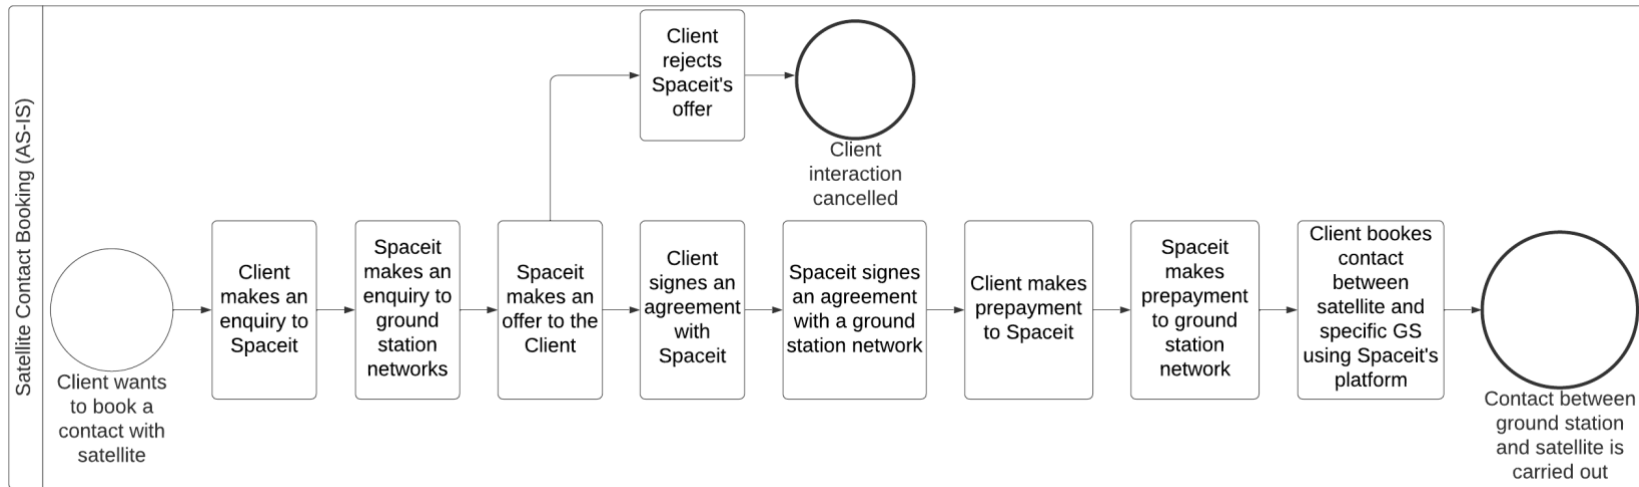 Satellite Contact Booking (AS-IS)
Client
rejects
Spaceit's
offer
Client
interaction
cancelled
Client wants
to book a
contact with
satellite
Client
makes an
enquiry to
Spaceit
Spaceit
makes an
enquiry to
ground
station
networks
Spaceit
makes an
offer to the
Client
Client
signes an
agreement
with
Spaceit
Spaceit signes
an agreement
with a ground
station network
Client makes
prepayment
to Spaceit
Spaceit
makes
prepayment
to ground
station
network
Client bookes
contact
between
satellite and
specific GS
using Spaceit's
platform
Contact between
ground station
and satellite is
carried out